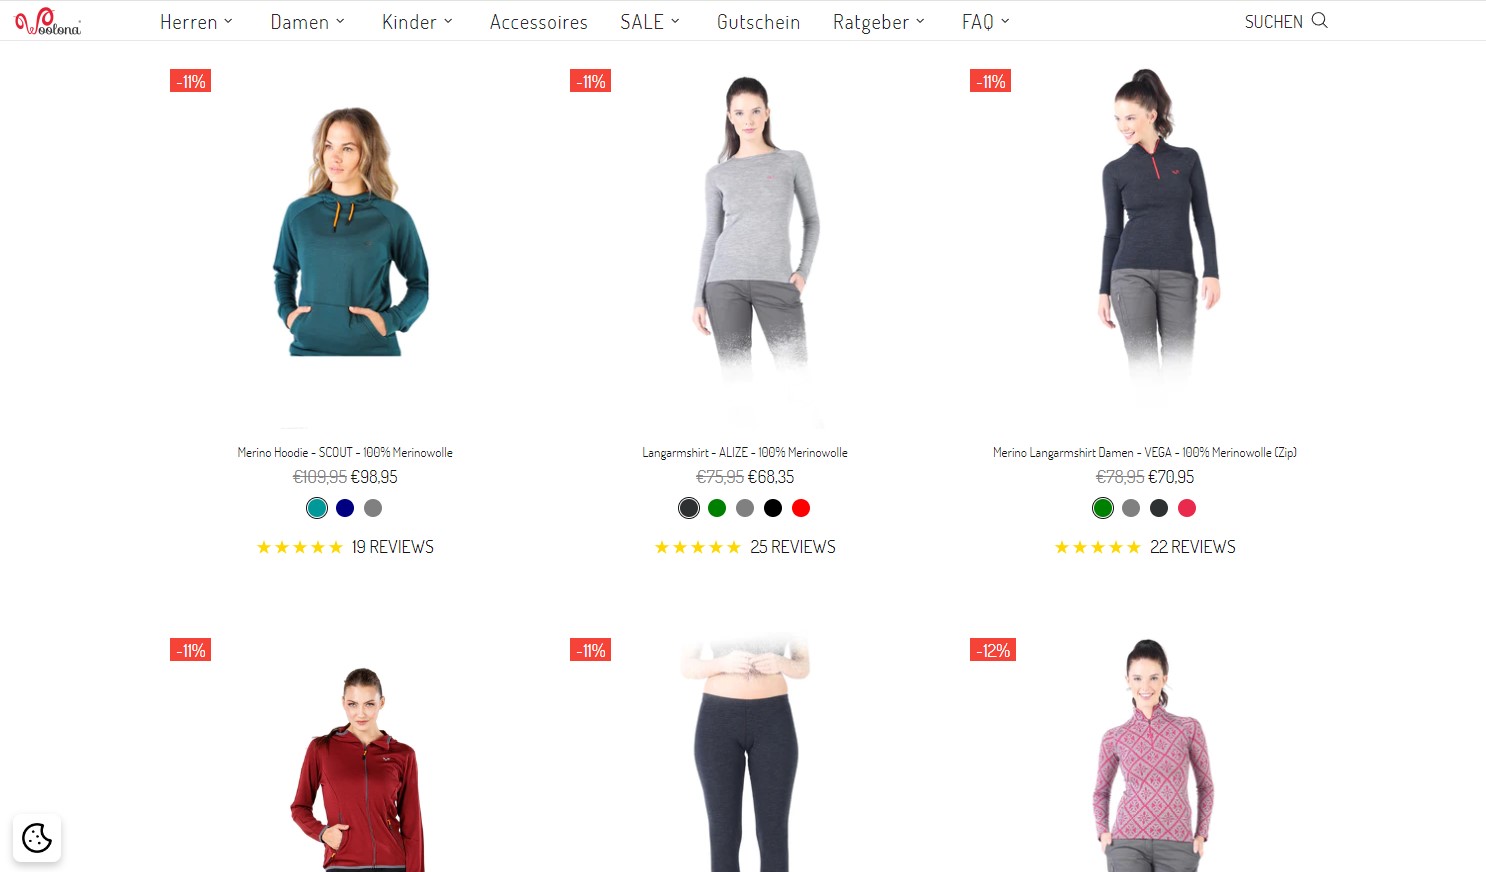 Woolona
Herren
Damen
Kinder
Accessoires
SALE
Gutschein
Ratgeber
FAQ
SUCHEN
-11%
-11%
-11%
Merino Hoodie - SCOUT - 100% Merinowolle
€109,95 €98,95
19 REVIEWS
Langarmshirt - ALIZE - 100% Merinowolle
€75,95 €68,35
25 REVIEWS
Merino Langarmshirt Damen - VEGA - 100% Merinowolle (Zip)
€78,95 €70,95
22 REVIEWS
-11%
-11%
-12%